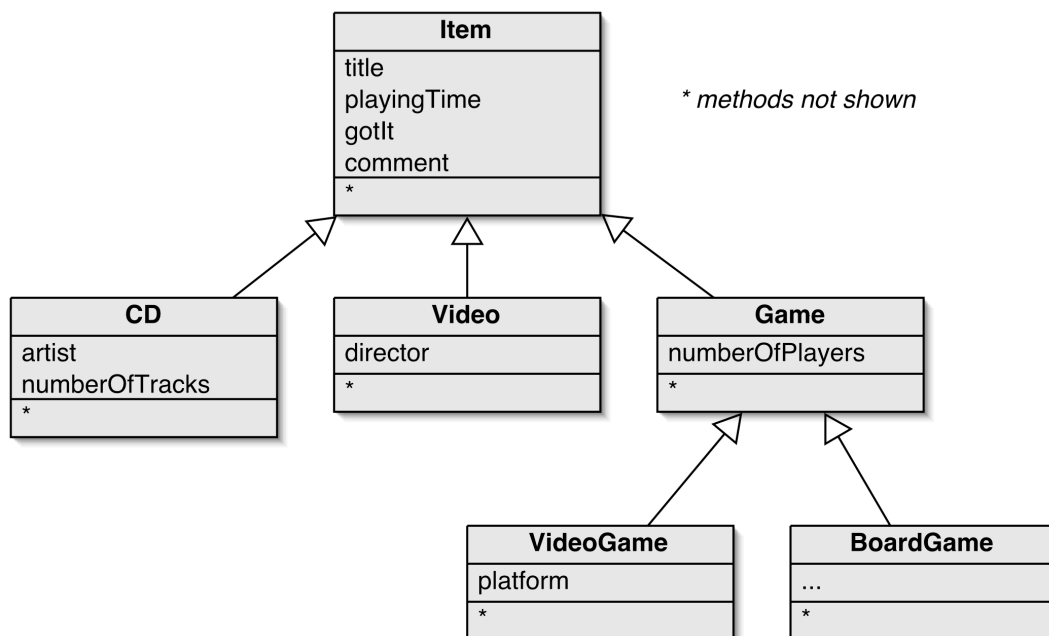 Item
title
playingTime
gotIt
comment
*
* methods not shown
CD
artist
numberOfTracks
*
Video
director
*
Game
numberOfPlayers
*
VideoGame
platform
*
BoardGame
...
*